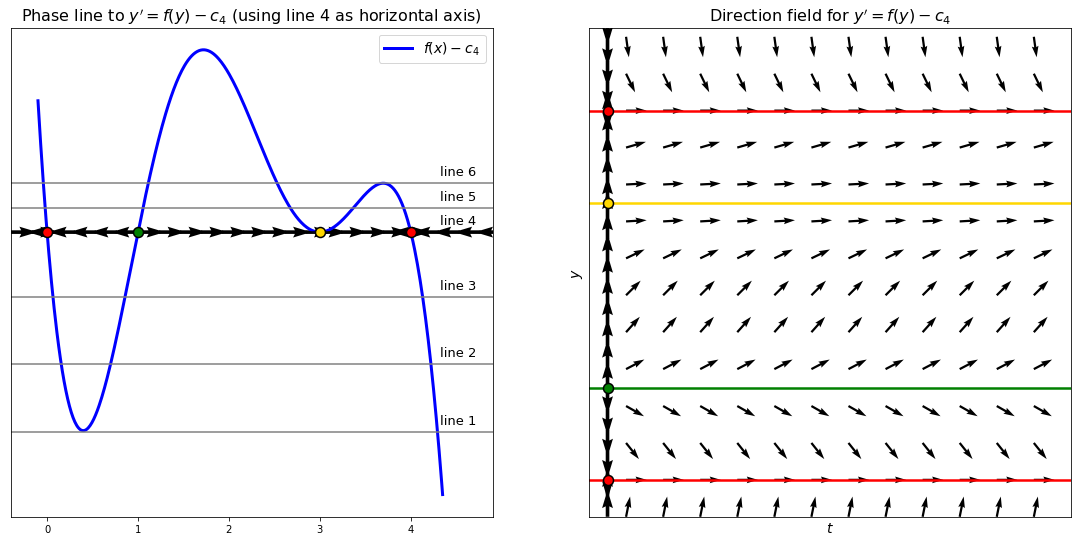 Phase line to y' = f(y) − c₄ (using line 4 as horizontal axis)
f(x) − c₄
line 6
line 5
line 4
line 3
line 2
line 1
0 1 2 3 4
Direction field for y' = f(y) − c₄
y
t